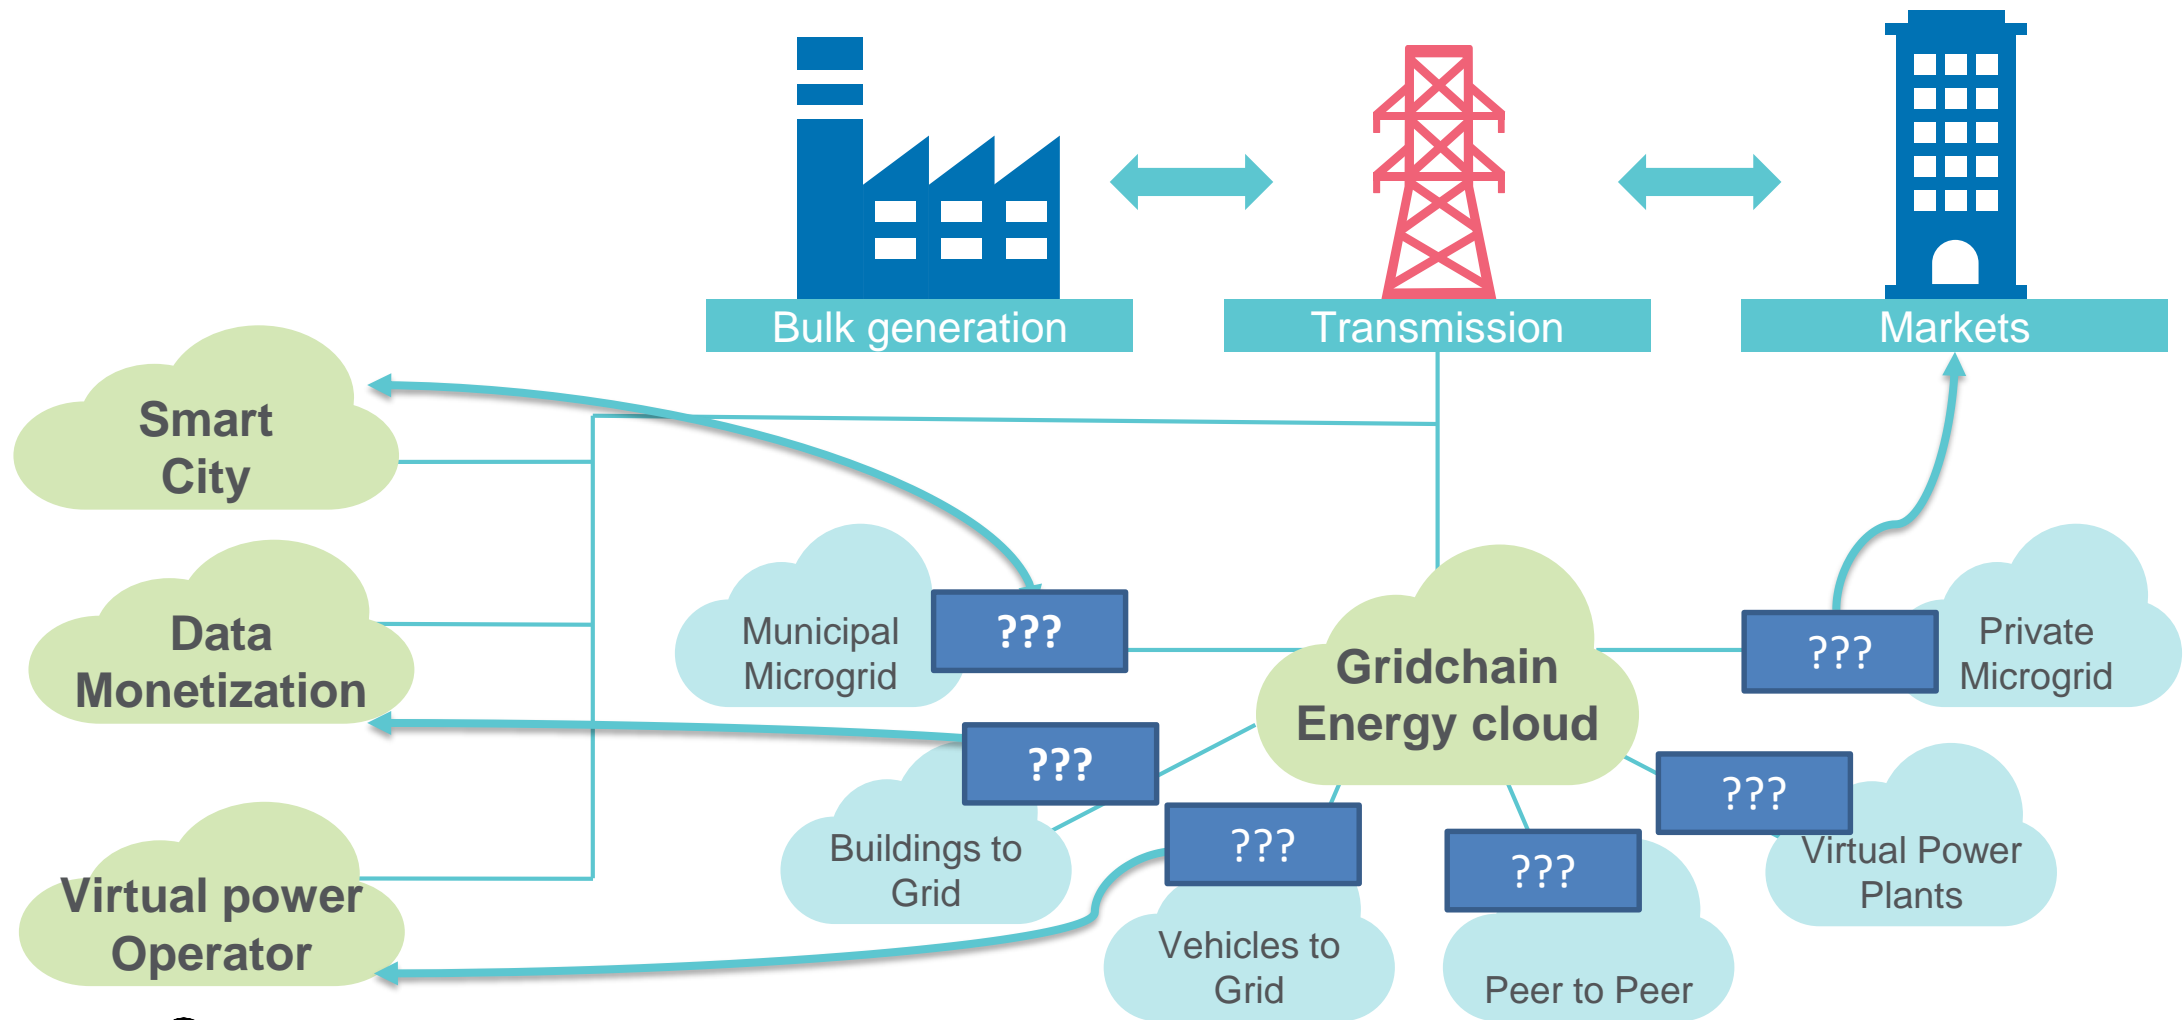 Bulk generation
Transmission
Markets
Smart
City
Data
Monetization
Virtual power
Operator
Municipal
Microgrid
???
Gridchain
Energy cloud
???
Private
Microgrid
???
Buildings to
Grid
???
Vehicles to
Grid
???
Peer to Peer
???
Virtual Power
Plants